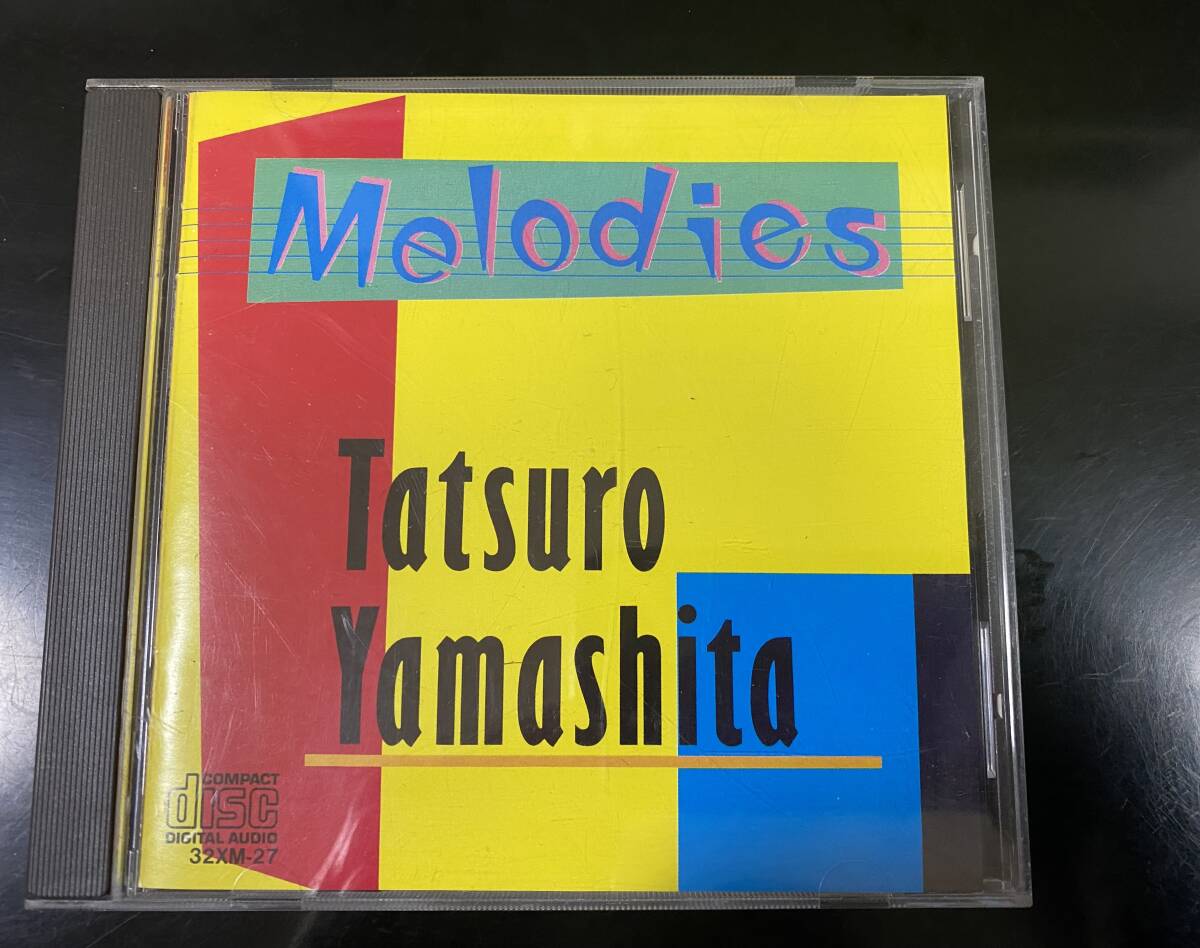 Melodies
Tatsuro
Yamashita
COMPACT
disc
DIGITAL AUDIO
32XM-27